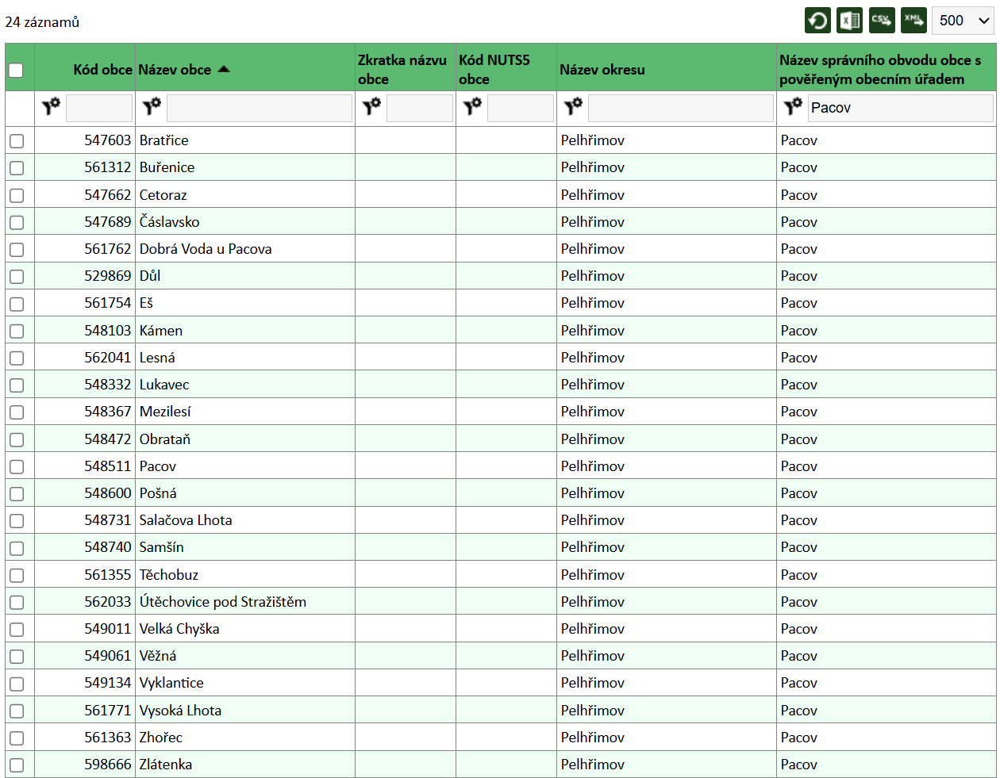 24 záznamů
CSV XML 500
Kód obce Název obce Zkratka názvu obce Kód NUTS5 obce Název okresu Název správního obvodu obce s pověřeným obecním úřadem
Pacov
547603 Bratřice Pelhřimov Pacov
561312 Buřenice Pelhřimov Pacov
547662 Cetoraz Pelhřimov Pacov
547689 Čáslavsko Pelhřimov Pacov
561762 Dobrá Voda u Pacova Pelhřimov Pacov
529869 Důl Pelhřimov Pacov
561754 Eš Pelhřimov Pacov
548103 Kámen Pelhřimov Pacov
562041 Lesná Pelhřimov Pacov
548332 Lukavec Pelhřimov Pacov
548367 Mezilesí Pelhřimov Pacov
548472 Obrataň Pelhřimov Pacov
548511 Pacov Pelhřimov Pacov
548600 Pošná Pelhřimov Pacov
548731 Salačova Lhota Pelhřimov Pacov
548740 Samšín Pelhřimov Pacov
561355 Těchobuz Pelhřimov Pacov
562033 Útěchovice pod Stražištěm Pelhřimov Pacov
549011 Velká Chyška Pelhřimov Pacov
549061 Věžná Pelhřimov Pacov
549134 Vyklantice Pelhřimov Pacov
561771 Vysoká Lhota Pelhřimov Pacov
561363 Zhořec Pelhřimov Pacov
598666 Zlátenka Pelhřimov Pacov